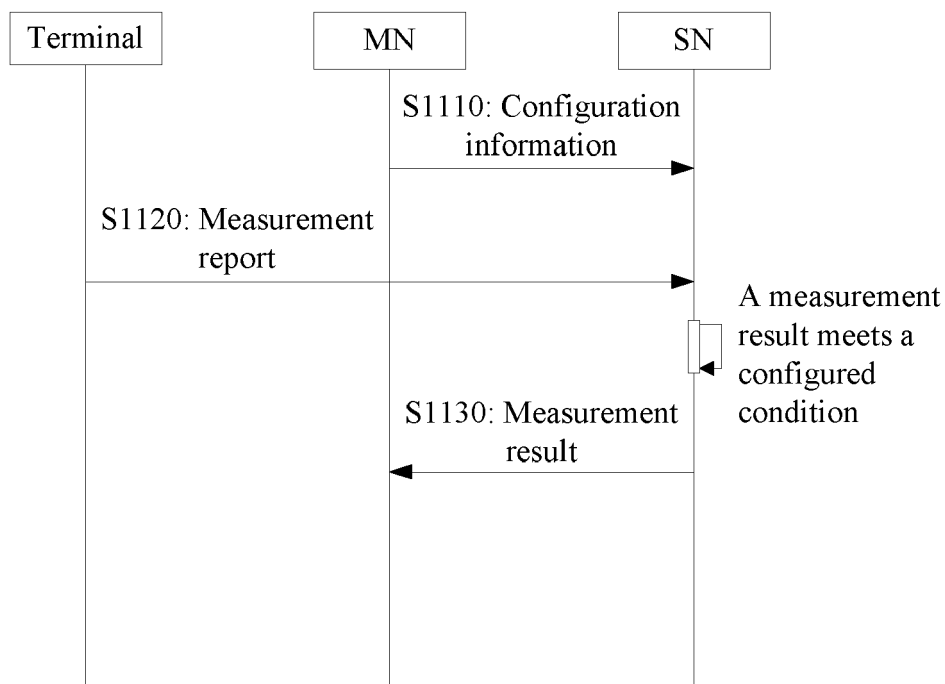 Terminal
MN
SN
S1110: Configuration
information
S1120: Measurement
report
A measurement
result meets a
configured
condition
S1130: Measurement
result